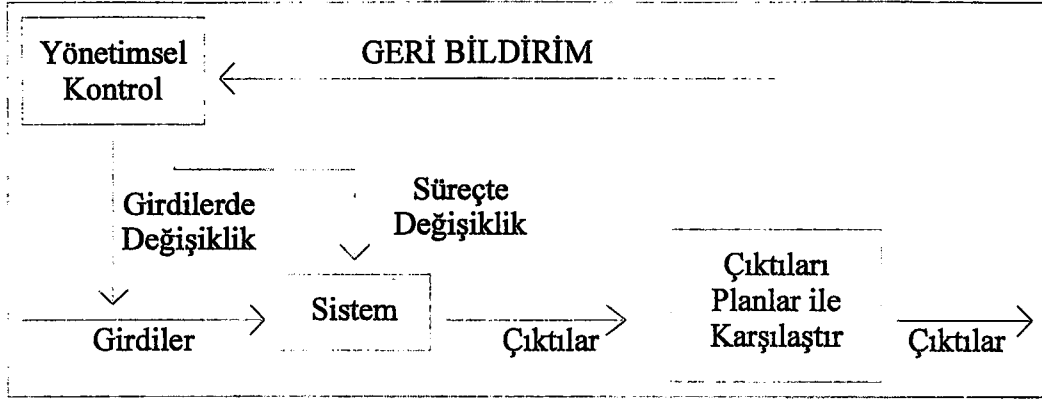 Yönetimsel
Kontrol
GERİ BİLDİRİM
Girdilerde
Değişiklik
Süreçte
Değişiklik
Girdiler
Sistem
Çıktılar
Çıktıları
Planlar ile
Karşılaştır
Çıktılar